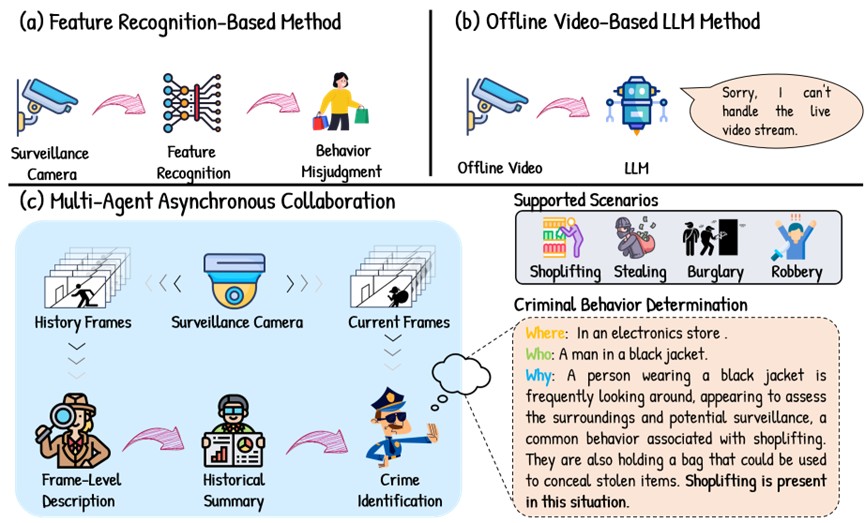 (a) Feature Recognition-Based Method
Surveillance
Camera
Feature
Recognition
Behavior
Misjudgment
(b) Offline Video-Based LLM Method
Offline Video
LLM
Sorry, I can't
handle the live
video stream.
(c) Multi-Agent Asynchronous Collaboration
History Frames
Surveillance Camera
Current Frames
Frame-Level
Description
Historical
Summary
Crime
Identification
Supported Scenarios
Shoplifting
Stealing
Burglary
!!!
Robbery
Criminal Behavior Determination
Where: In an electronics store .
Who: A man in a black jacket.
Why: A person wearing a black jacket is
frequently looking around, appearing to assess
the surroundings and potential surveillance, a
common behavior associated with shoplifting.
They are also holding a bag that could be used
to conceal stolen items. Shoplifting is present
in this situation.